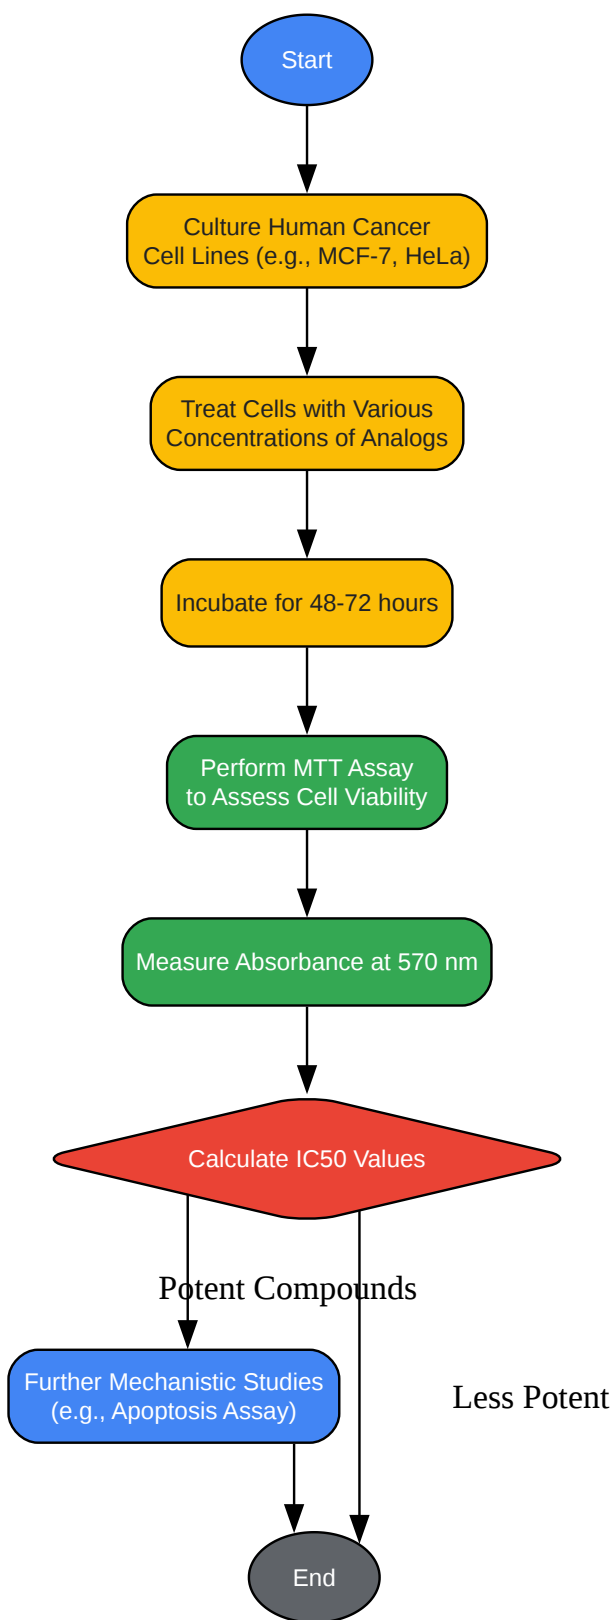 Start
Culture Human Cancer
Cell Lines (e.g., MCF-7, HeLa)
Treat Cells with Various
Concentrations of Analogs
Incubate for 48-72 hours
Perform MTT Assay
to Assess Cell Viability
Measure Absorbance at 570 nm
Calculate IC50 Values
Potent Compounds
Further Mechanistic Studies
(e.g., Apoptosis Assay)
Less Potent
End